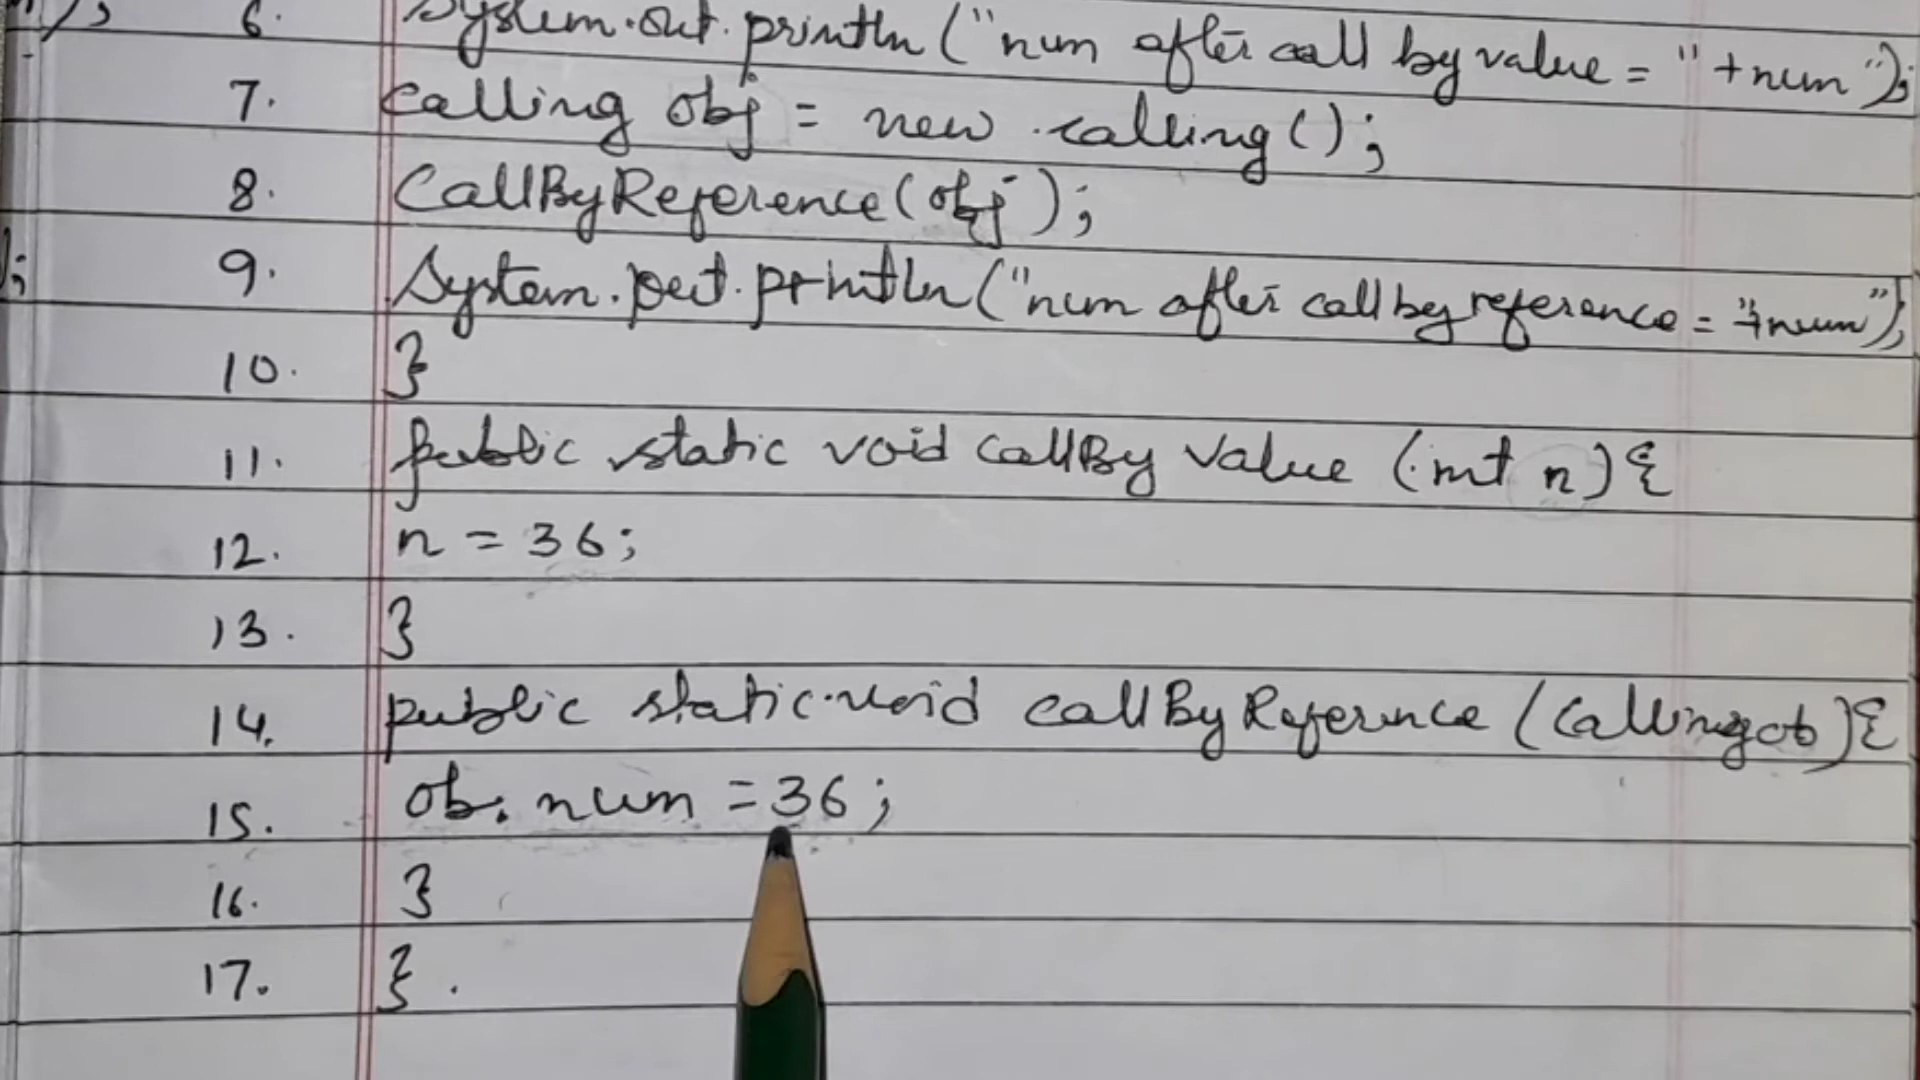 6. System.out.println("num after call by value = "+num");
7. Calling obj = new calling();
8. CallByReference(obj);
9. System.out.println("num after call by reference = "+num");
10. }
11. public static void CallBy Value (int n){
12. n = 36;
13. }
14. public static void callBy Reference (Calling ob){
15. ob. num = 36;
16. }
17. }.